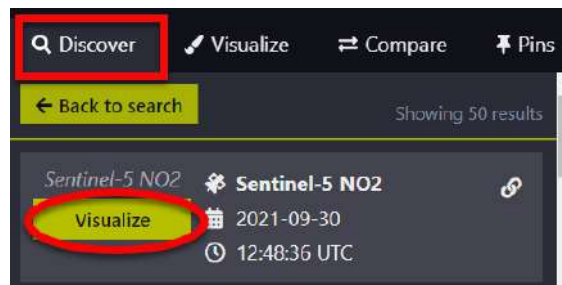 Discover Visualize Compare Pins
Back to search Showing 50 results
Sentinel-5 NO2 Sentinel-5 NO2
Visualize 2021-09-30
12:48:36 UTC